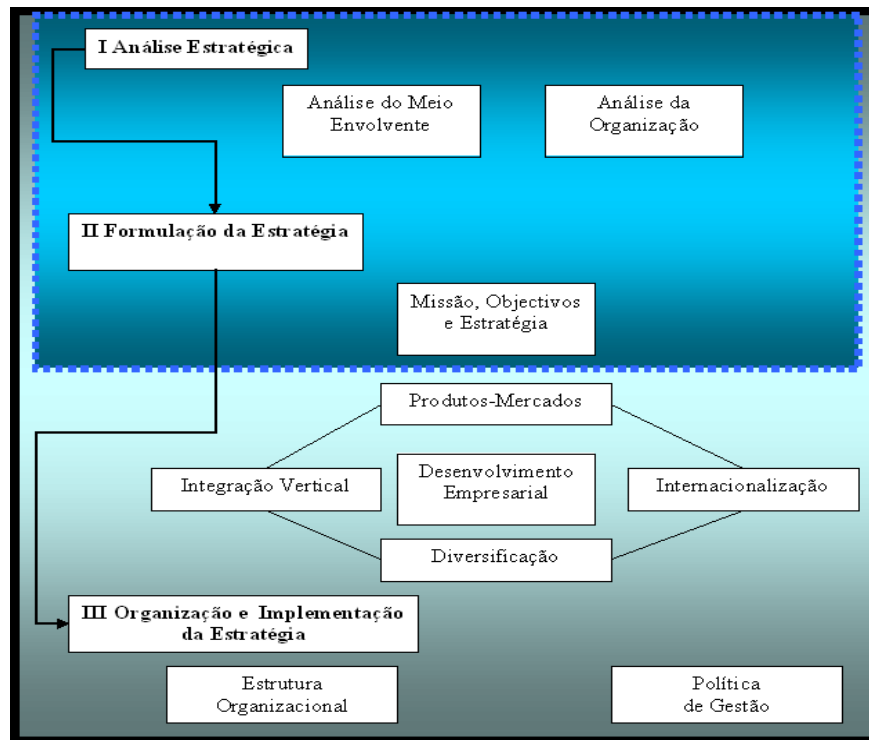 I Análise Estratégica
Análise do Meio
Envolvente
Análise da
Organização
II Formulação da Estratégia
Missão, Objectivos
e Estratégia
Produtos-Mercados
Integração Vertical
Desenvolvimento
Empresarial
Internacionalização
Diversificação
III Organização e Implementação
da Estratégia
Estrutura
Organizacional
Política
de Gestão